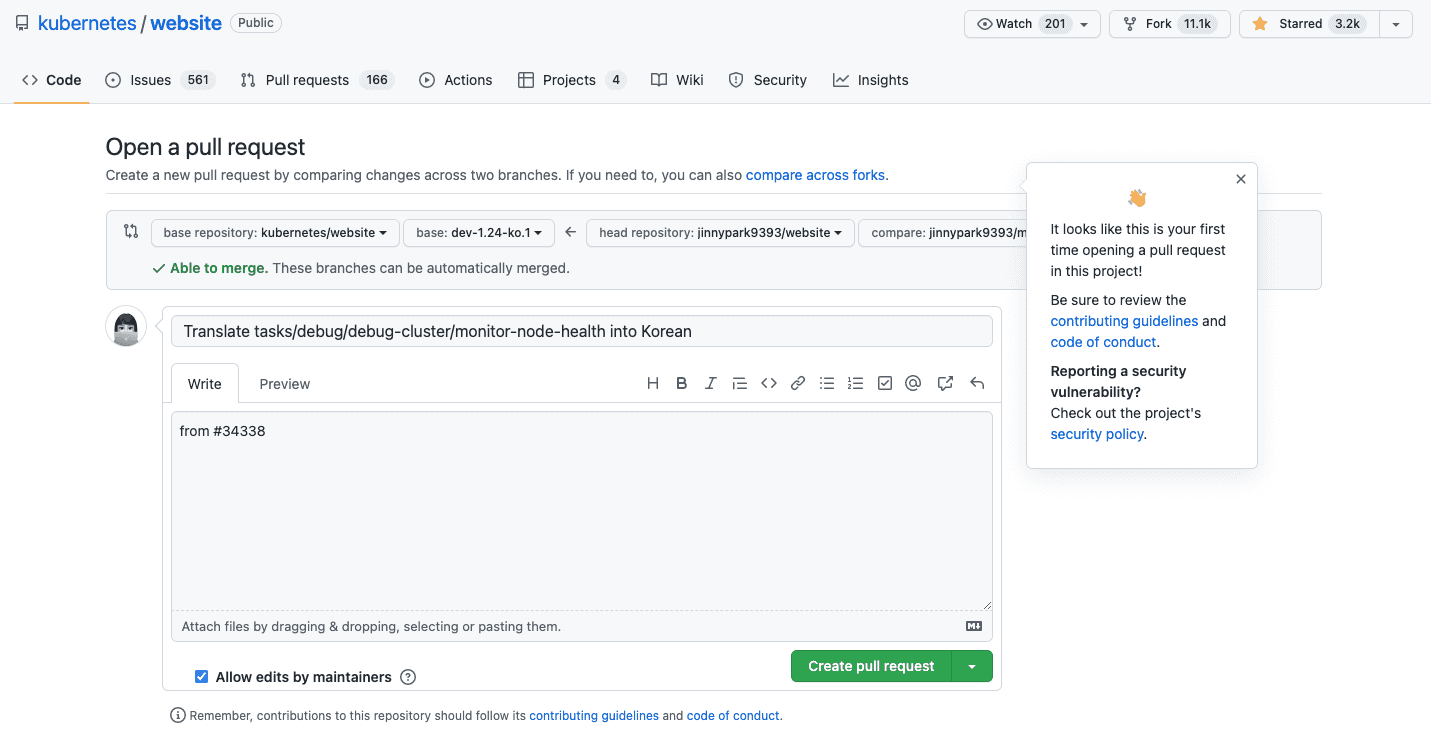 kubernetes / website Public
Watch 201
Fork 11.1k
Starred 3.2k
Code
Issues 561
Pull requests 166
Actions
Projects 4
Wiki
Security
Insights
Open a pull request
Create a new pull request by comparing changes across two branches. If you need to, you can also compare across forks.
base repository: kubernetes/website
base: dev-1.24-ko.1
head repository: jinnypark9393/website
compare: jinnypark9393/m
Able to merge. These branches can be automatically merged.
Translate tasks/debug/debug-cluster/monitor-node-health into Korean
Write
Preview
from #34338
Attach files by dragging & dropping, selecting or pasting them.
Allow edits by maintainers
Create pull request
Remember, contributions to this repository should follow its contributing guidelines and code of conduct.
It looks like this is your first
time opening a pull request
in this project!
Be sure to review the
contributing guidelines and
code of conduct.
Reporting a security
vulnerability?
Check out the project's
security policy.